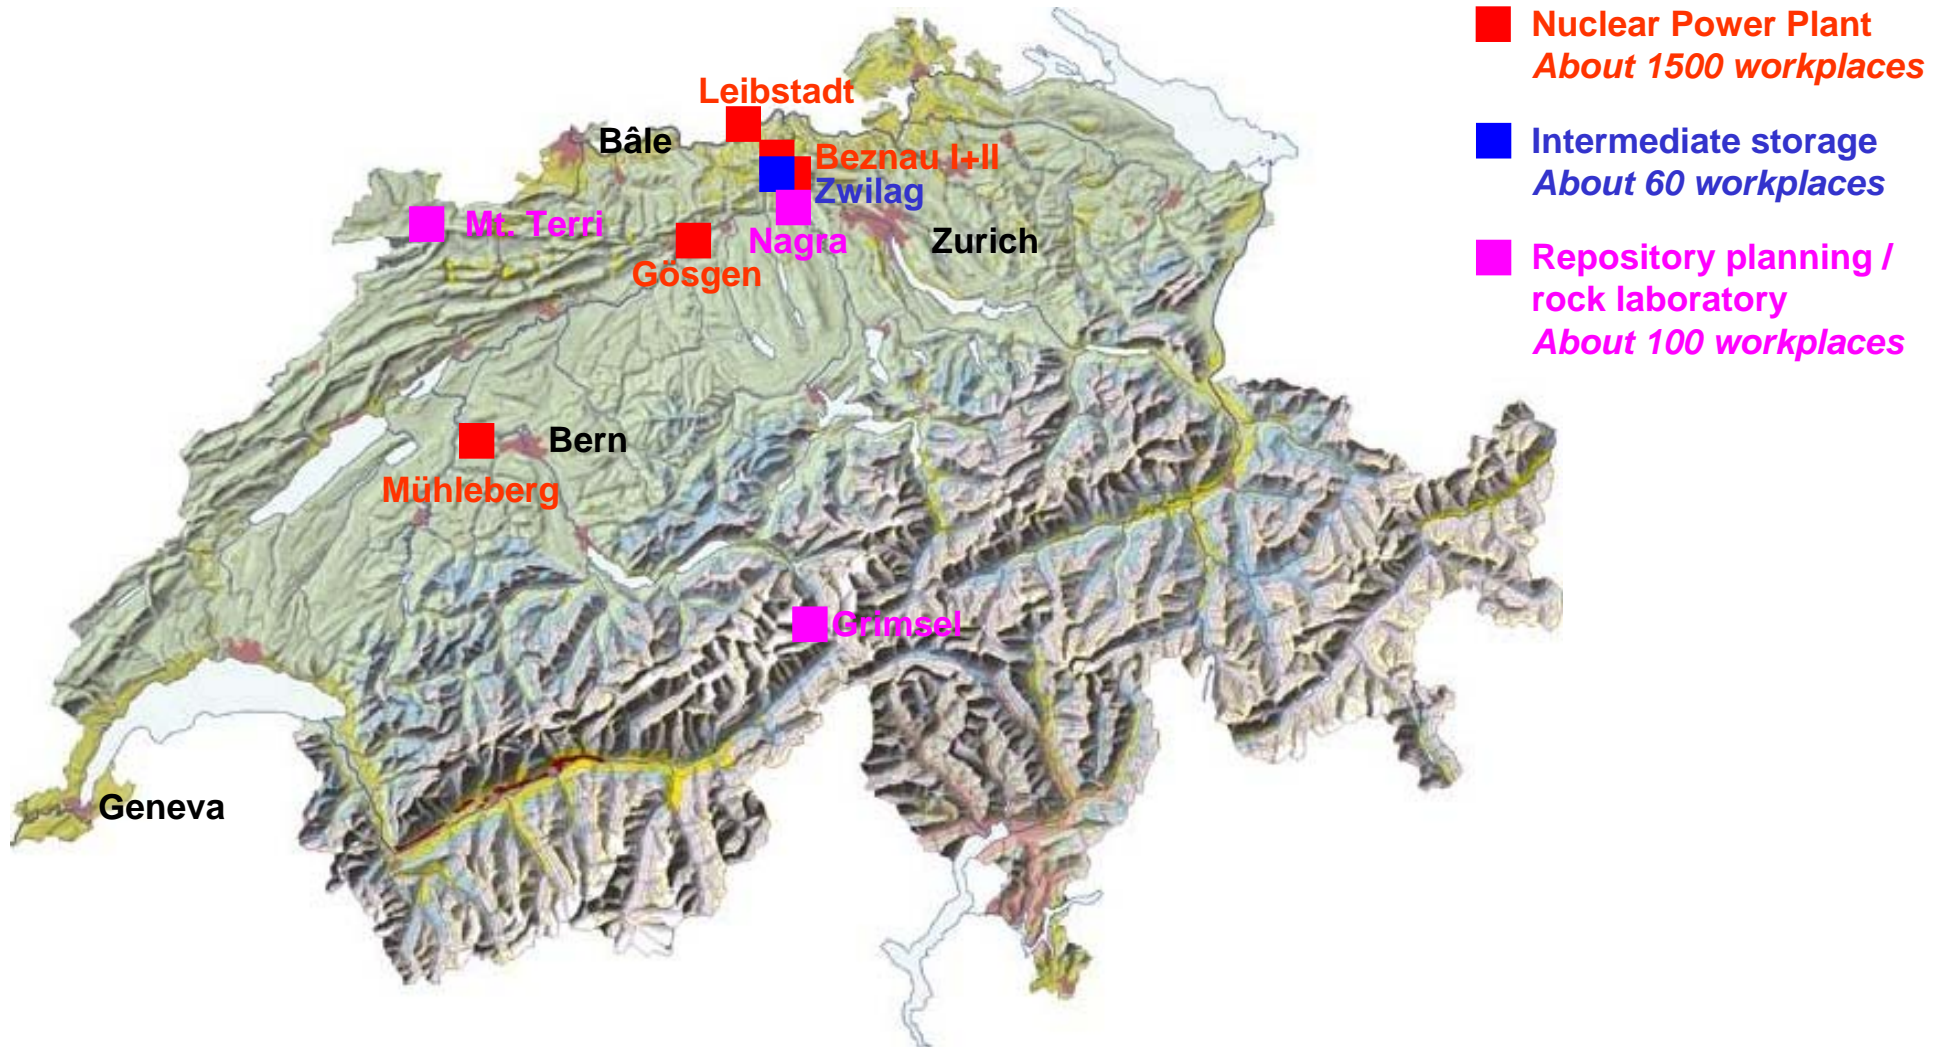 Nuclear Power Plant
About 1500 workplaces
Intermediate storage
About 60 workplaces
Repository planning /
rock laboratory
About 100 workplaces
Leibstadt
Bâle
Beznau I+II
Zwilag
Mt. Terri
Nagra
Zurich
Gösgen
Bern
Mühleberg
Grimsel
Geneva